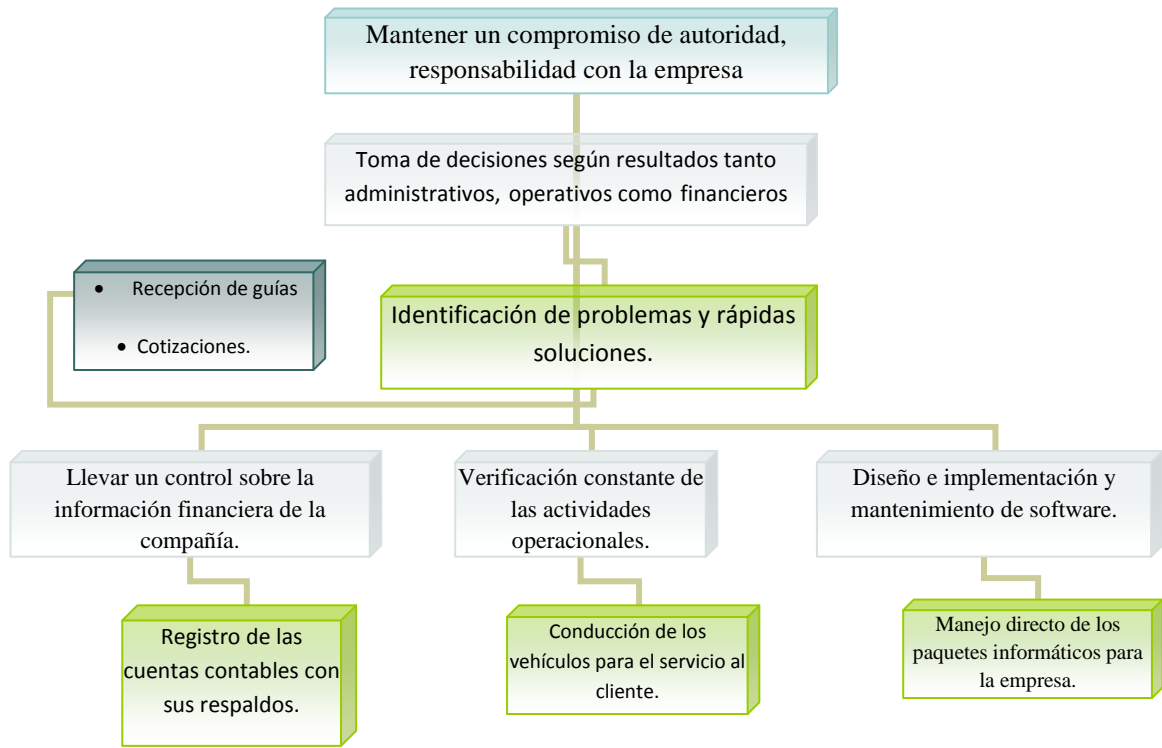 Mantener un compromiso de autoridad,
responsabilidad con la empresa
Toma de decisiones según resultados tanto
administrativos, operativos como financieros
• Recepción de guías
• Cotizaciones.
Identificación de problemas y rápidas
soluciones.
Llevar un control sobre la
información financiera de la
compañía.
Verificación constante de
las actividades
operacionales.
Diseño e implementación y
mantenimiento de software.
Registro de las
cuentas contables con
sus respaldos.
Conducción de los
vehículos para el servicio al
cliente.
Manejo directo de los
paquetes informáticos para
la empresa.